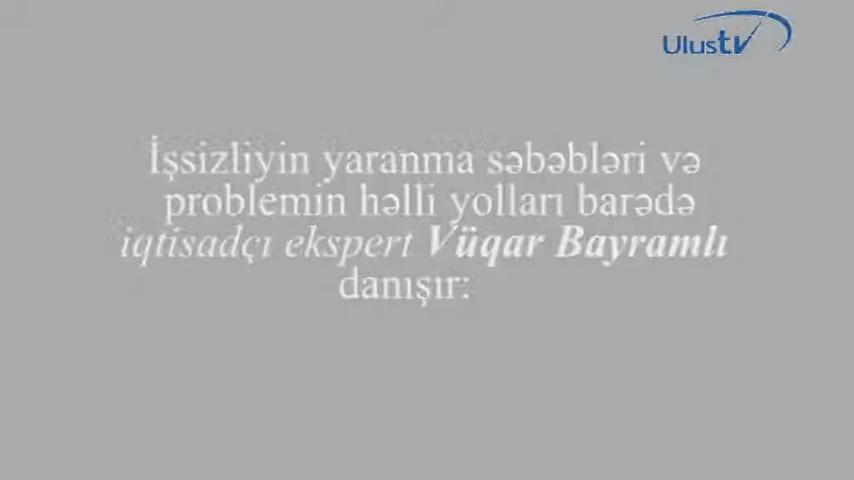 Ulustv
İşsizliyin yaranma səbəbləri və
problemin həlli yolları barədə
iqtisadçı ekspert Vüqar Bayramlı
danışır: